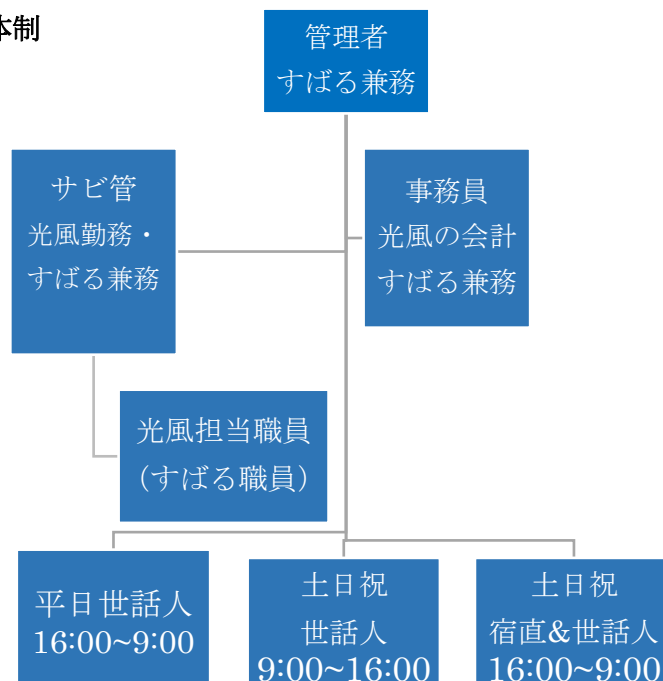 体制
管理者
すばる兼務
サビ管
光風勤務・
すばる兼務
事務員
光風の会計
すばる兼務
光風担当職員
（すばる職員）
平日世話人
16:00~9:00
土日祝
世話人
9:00~16:00
土日祝
宿直&世話人
16:00~9:00